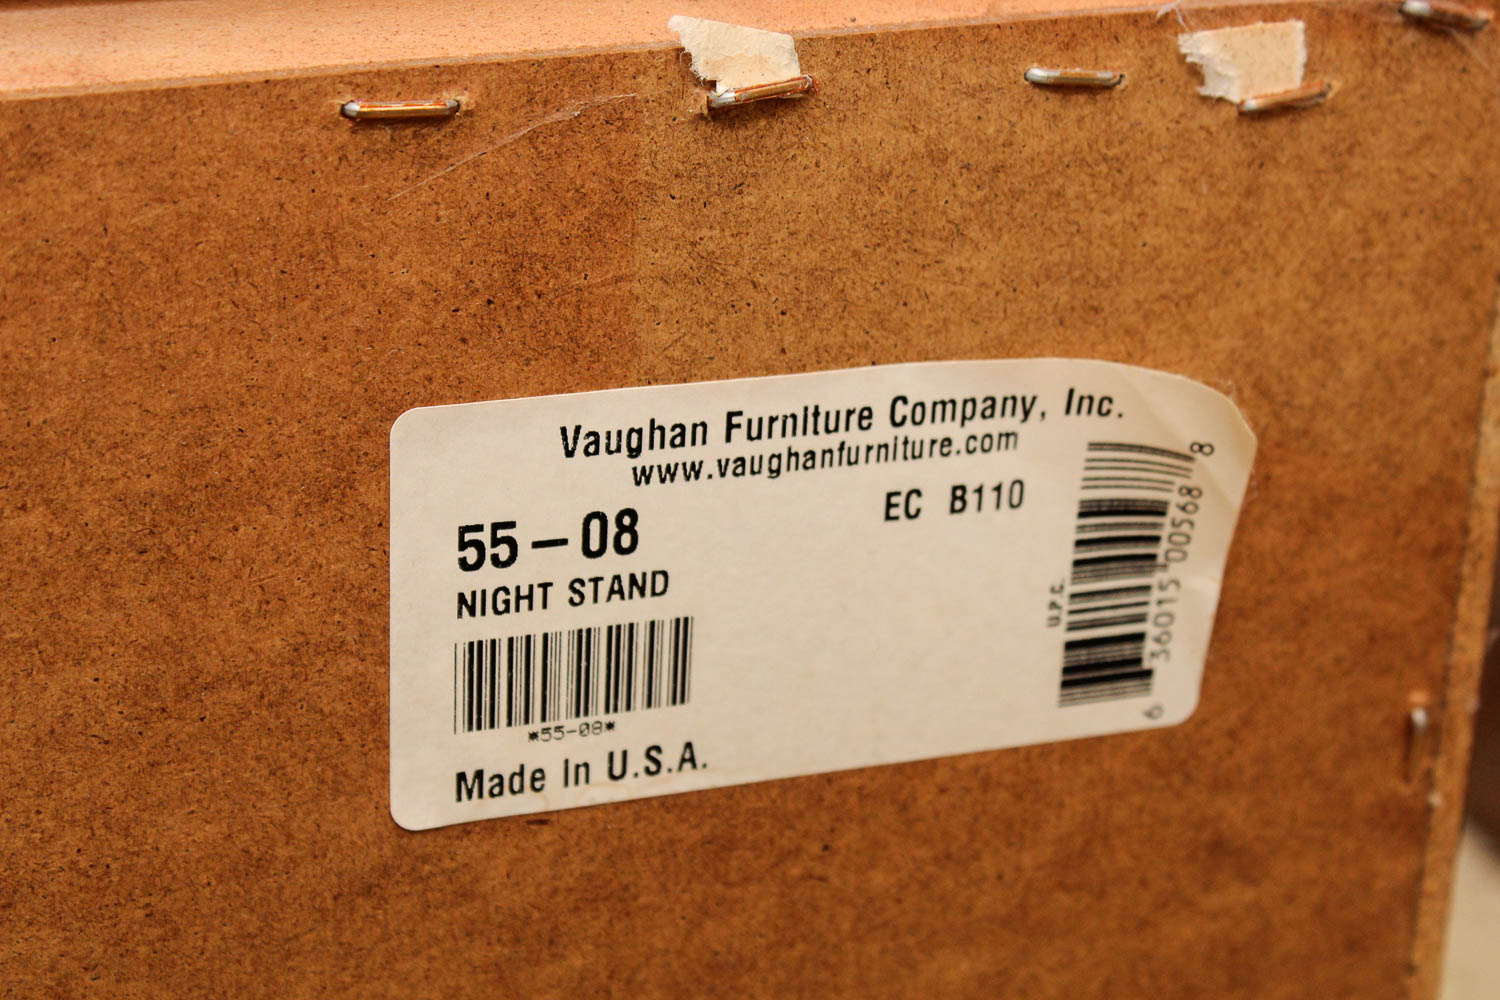 Vaughan Furniture Company, Inc.
www.vaughanfurniture.com
55-08
EC B110
NIGHT STAND
*55-08*
Made In U.S.A.
U.P.C.
6 36015 00568 8